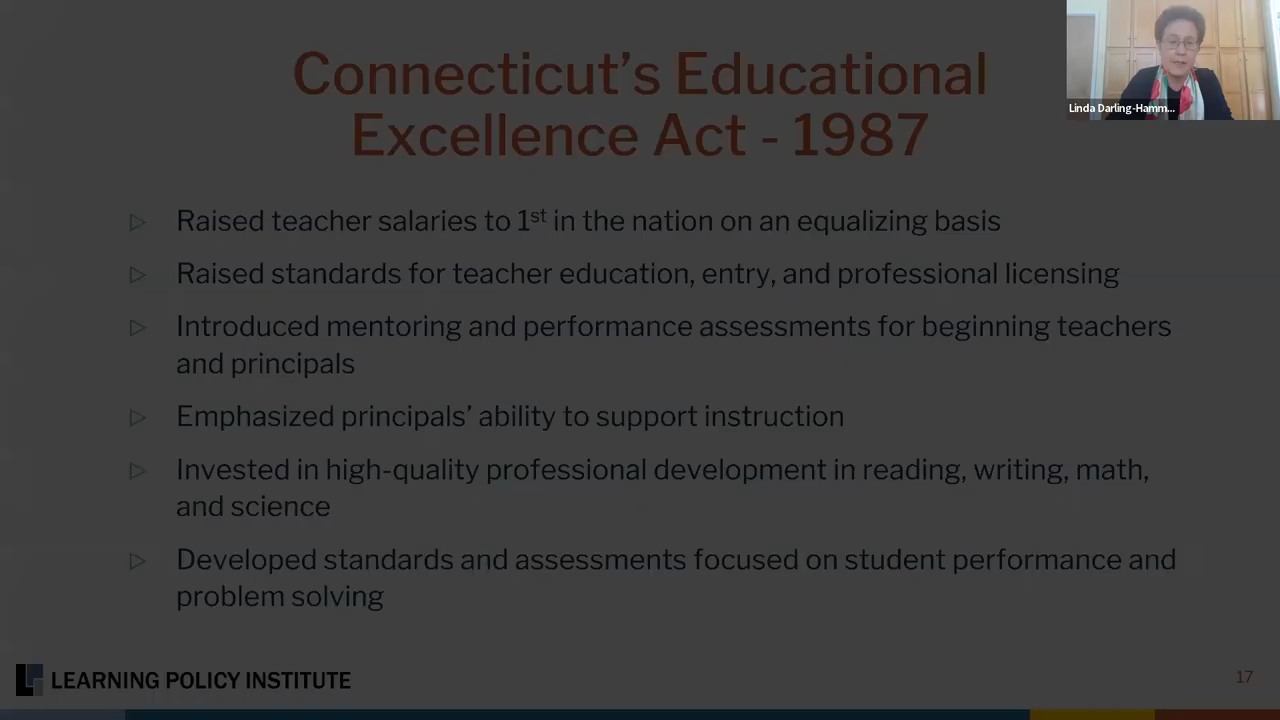 Connecticut's Educational
Excellence Act - 1987
Linda Darling-Hamm...
Raised teacher salaries to 1st in the nation on an equalizing basis
Raised standards for teacher education, entry, and professional licensing
Introduced mentoring and performance assessments for beginning teachers
and principals
Emphasized principals' ability to support instruction
Invested in high-quality professional development in reading, writing, math,
and science
Developed standards and assessments focused on student performance and
problem solving
LEARNING POLICY INSTITUTE
17